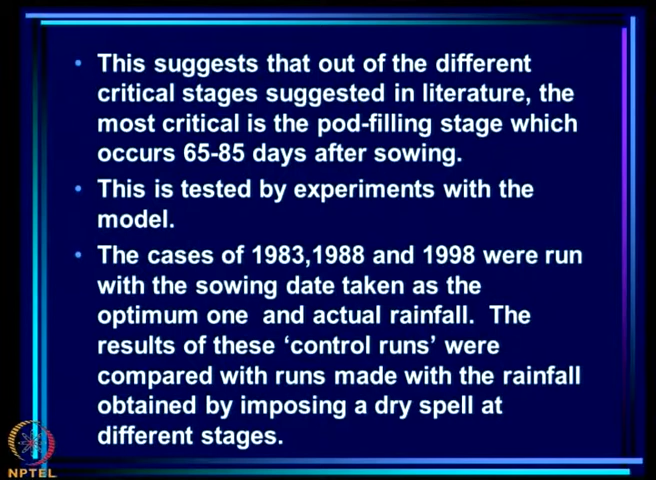 • This suggests that out of the different
critical stages suggested in literature, the
most critical is the pod-filling stage which
occurs 65-85 days after sowing.
• This is tested by experiments with the
model.
• The cases of 1983,1988 and 1998 were run
with the sowing date taken as the
optimum one and actual rainfall. The
results of these ‘control runs’ were
compared with runs made with the rainfall
obtained by imposing a dry spell at
different stages.
NPTEL